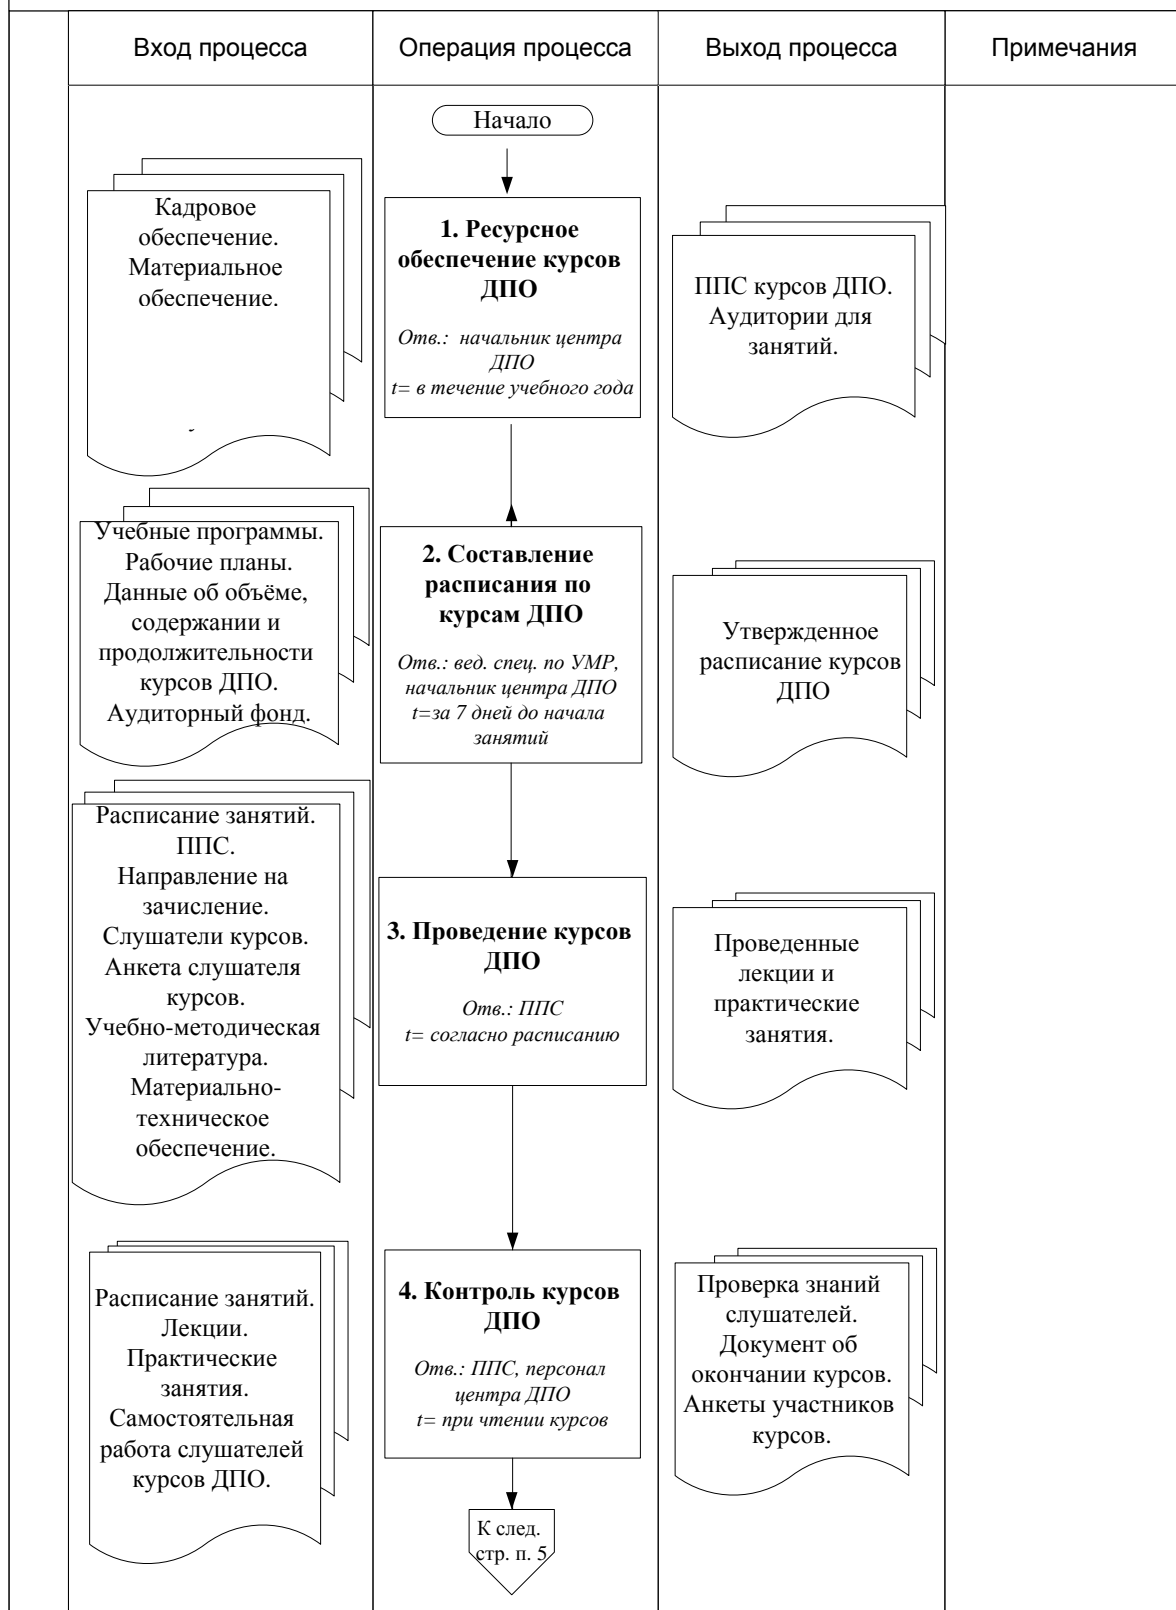 Вход процесса
Операция процесса
Выход процесса
Примечания
Начало
Кадровое
обеспечение.
Материальное
обеспечение.
1. Ресурсное
обеспечение курсов
ДПО
Отв.: начальник центра
ДПО
t= в течение учебного года
ППС курсов ДПО.
Аудитории для
занятий.
Учебные программы.
Рабочие планы.
Данные об объёме,
содержании и
продолжительности
курсов ДПО.
Аудиторный фонд.
2. Составление
расписания по
курсам ДПО
Отв.: вед. спец. по УМР,
начальник центра ДПО
t=за 7 дней до начала
занятий
Утвержденное
расписание курсов
ДПО
Расписание занятий.
ППС.
Направление на
зачисление.
Слушатели курсов.
Анкета слушателя
курсов.
Учебно-методическая
литература.
Материально-
техническое
обеспечение.
3. Проведение курсов
ДПО
Отв.: ППС
t= согласно расписанию
Проведенные
лекции и
практические
занятия.
Расписание занятий.
Лекции.
Практические
занятия.
Самостоятельная
работа слушателей
курсов ДПО.
4. Контроль курсов
ДПО
Отв.: ППС, персонал
центра ДПО
t= при чтении курсов
Проверка знаний
слушателей.
Документ об
окончании курсов.
Анкеты участников
курсов.
К след.
стр. п. 5